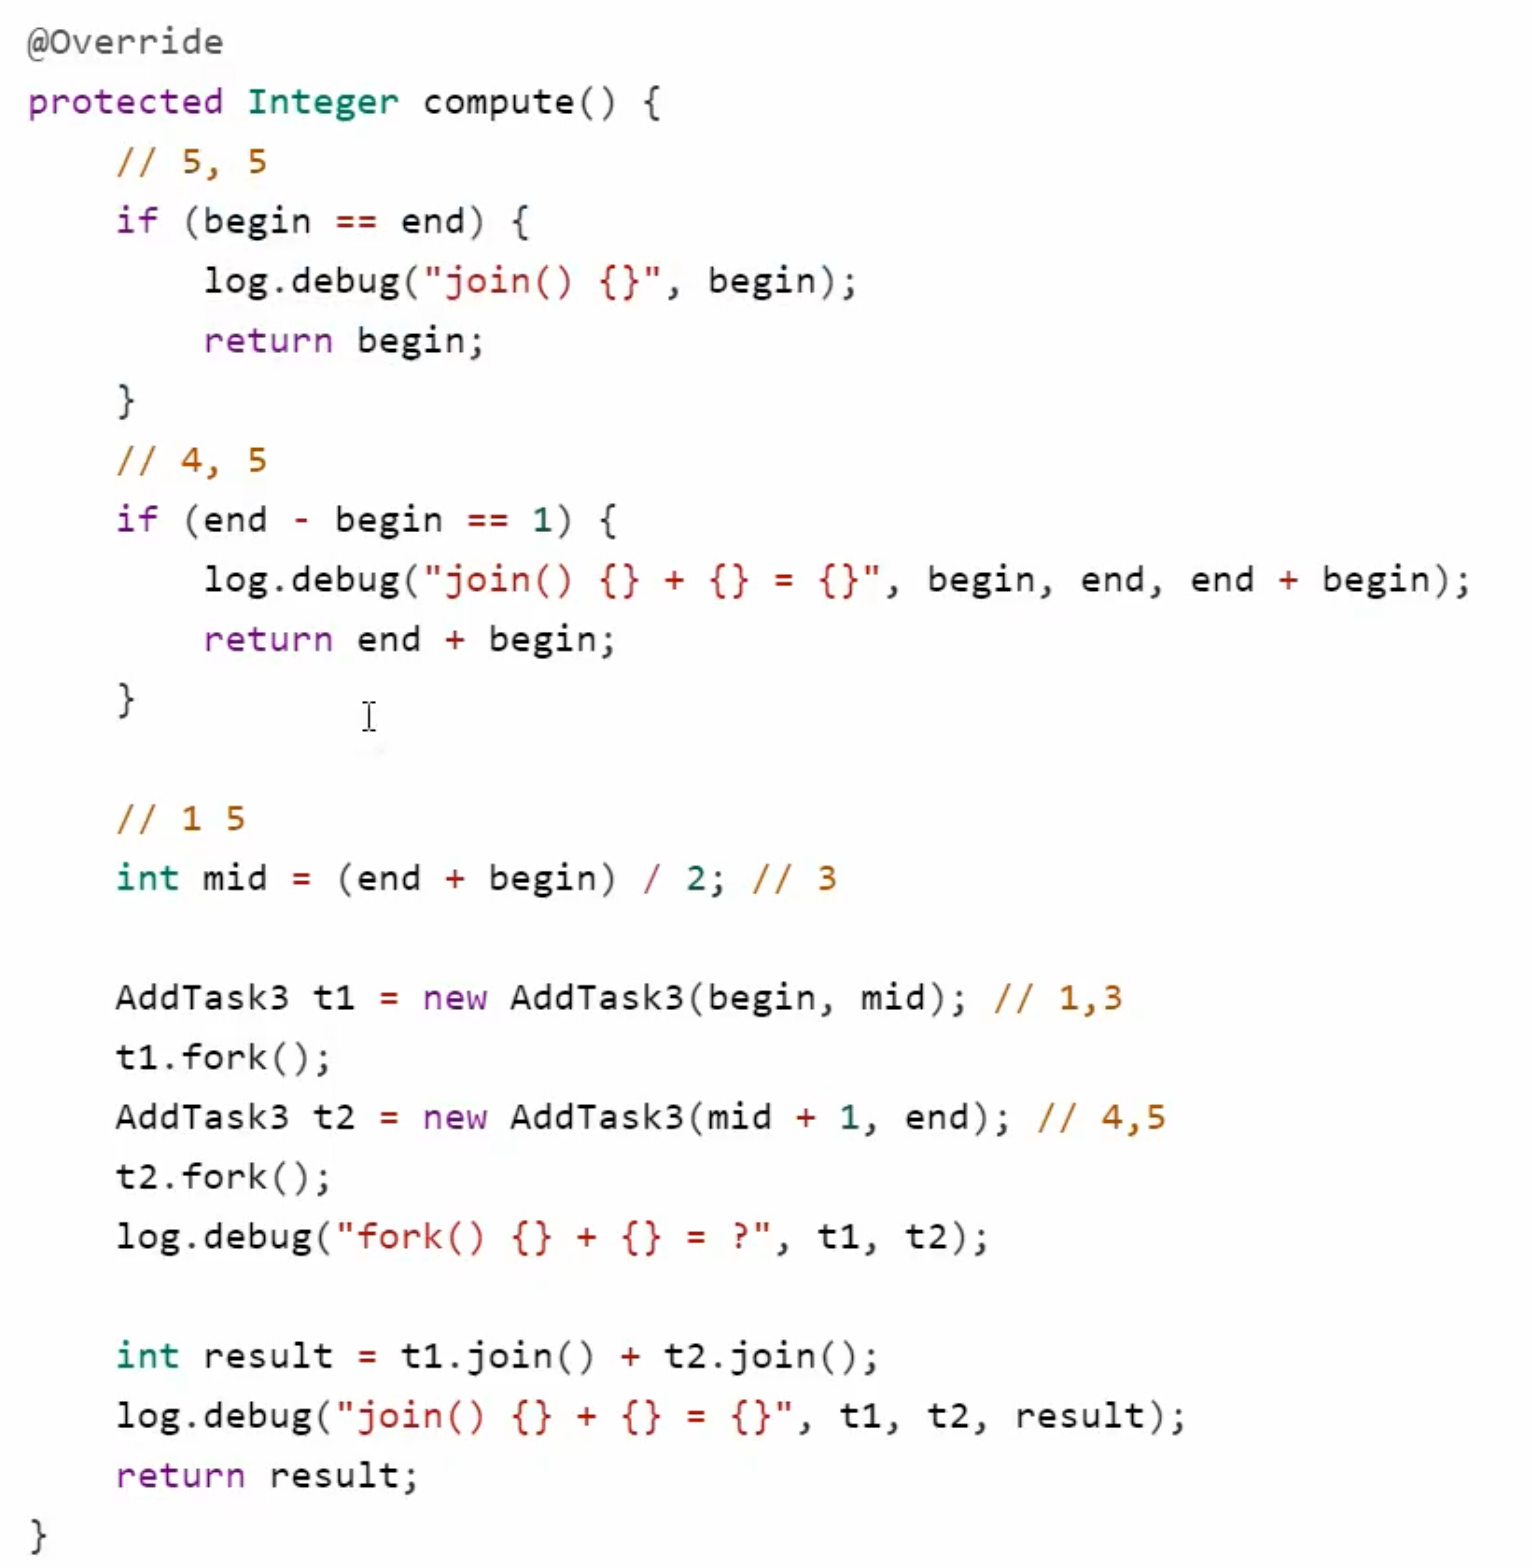 @Override
protected Integer compute() {
    // 5, 5
    if (begin == end) {
        log.debug("join() {}", begin);
        return begin;
    }
    // 4, 5
    if (end - begin == 1) {
        log.debug("join() {} + {} = {}", begin, end, end + begin);
        return end + begin;
    }
    // 1 5
    int mid = (end + begin) / 2; // 3
    AddTask3 t1 = new AddTask3(begin, mid); // 1,3
    t1.fork();
    AddTask3 t2 = new AddTask3(mid + 1, end); // 4,5
    t2.fork();
    log.debug("fork() {} + {} = ?", t1, t2);
    int result = t1.join() + t2.join();
    log.debug("join() {} + {} = {}", t1, t2, result);
    return result;
}